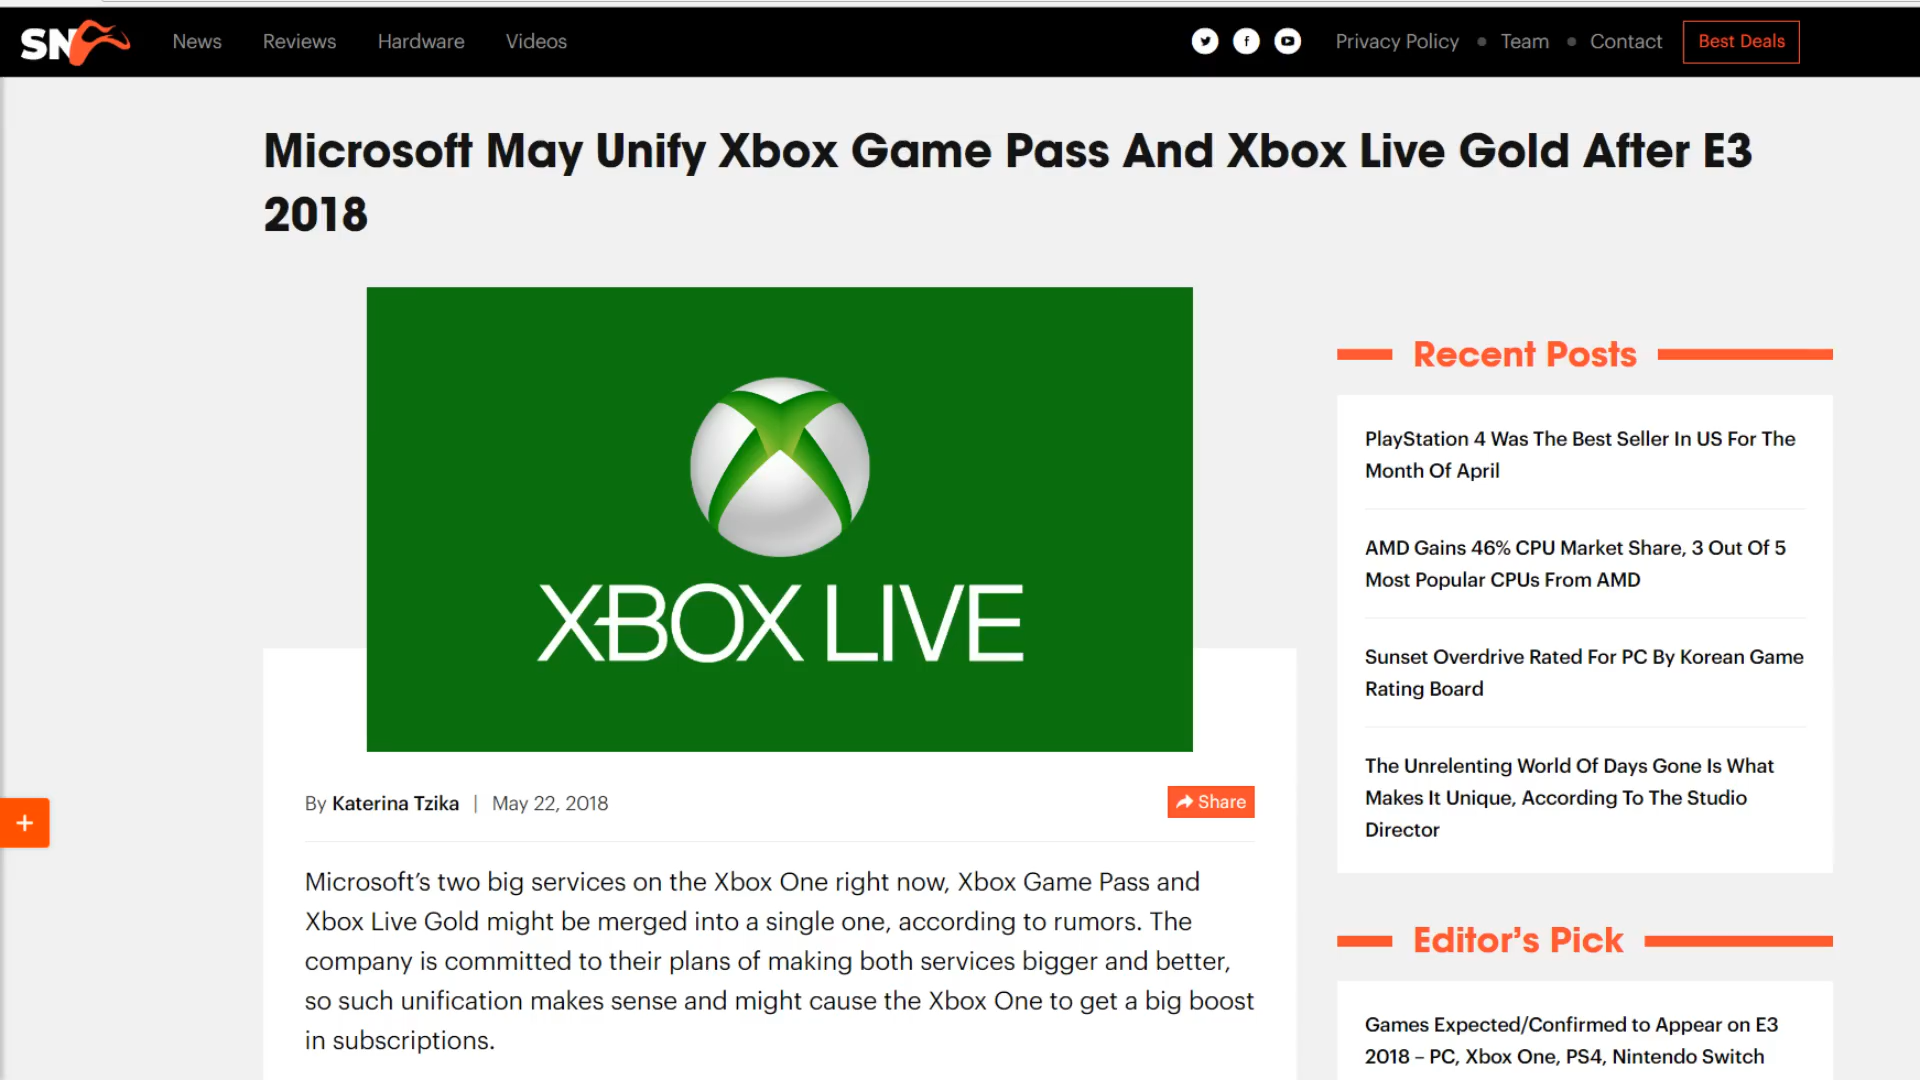 SN
News
Reviews
Hardware
Videos
Privacy Policy
Team
Contact
Best Deals
Microsoft May Unify Xbox Game Pass And Xbox Live Gold After E3
2018
XBOX LIVE
By Katerina Tzika | May 22, 2018
Share
Microsoft’s two big services on the Xbox One right now, Xbox Game Pass and
Xbox Live Gold might be merged into a single one, according to rumors. The
company is committed to their plans of making both services bigger and better,
so such unification makes sense and might cause the Xbox One to get a big boost
in subscriptions.
Recent Posts
PlayStation 4 Was The Best Seller In US For The
Month Of April
AMD Gains 46% CPU Market Share, 3 Out Of 5
Most Popular CPUs From AMD
Sunset Overdrive Rated For PC By Korean Game
Rating Board
The Unrelenting World Of Days Gone Is What
Makes It Unique, According To The Studio
Director
Editor’s Pick
Games Expected/Confirmed to Appear on E3
2018 – PC, Xbox One, PS4, Nintendo Switch